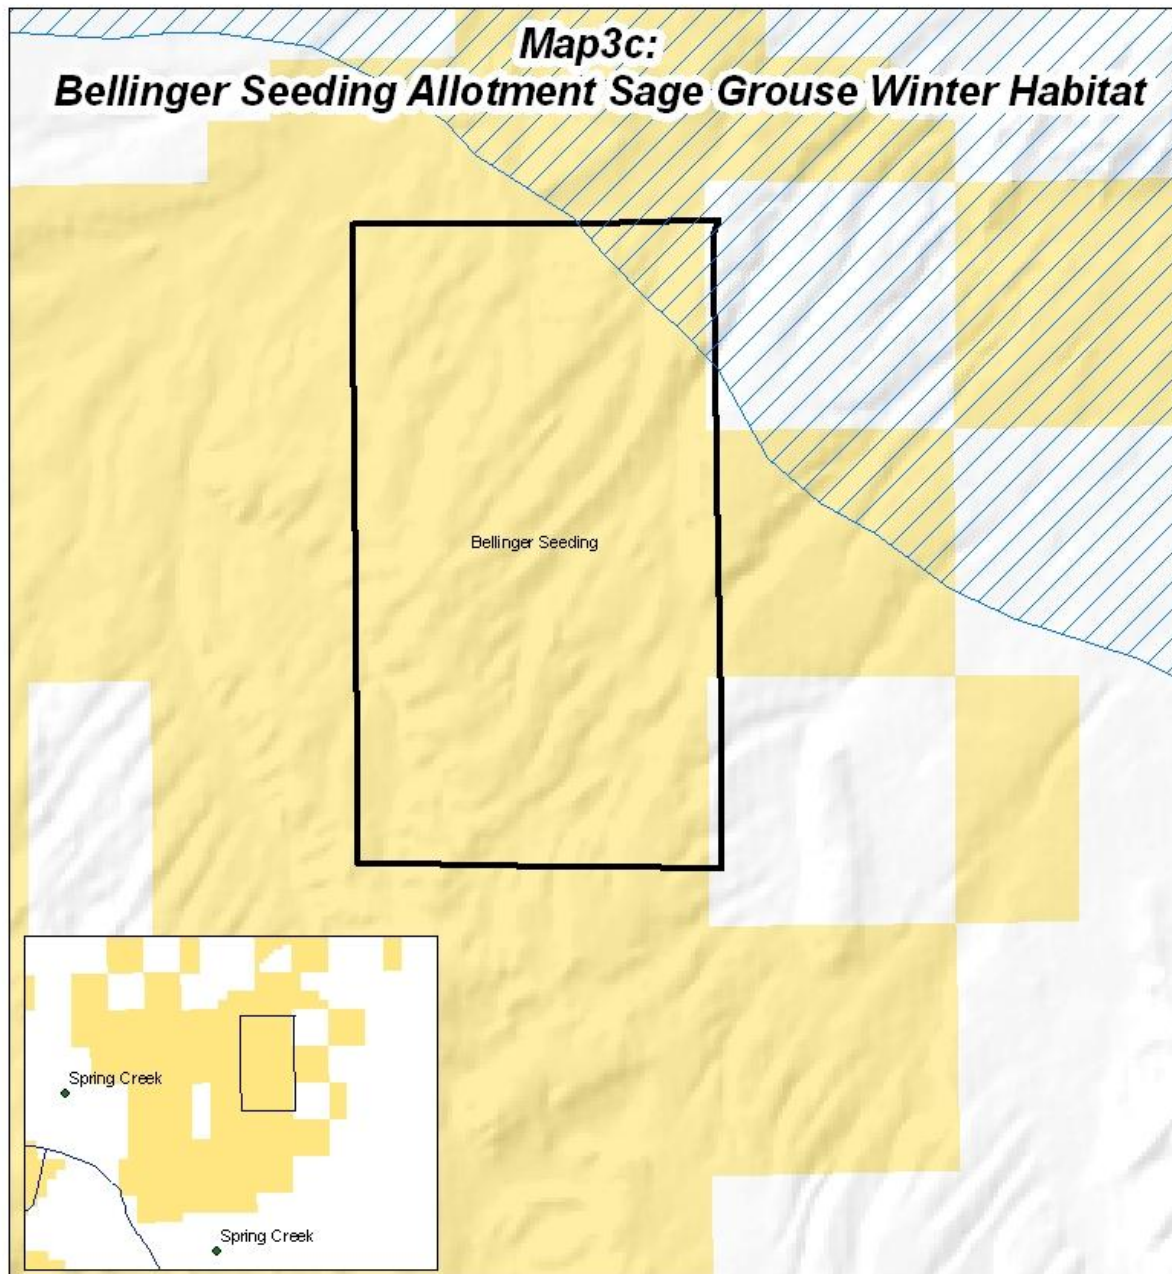 Map3c:
Bellinger Seeding Allotment Sage Grouse Winter Habitat
Bellinger Seeding
Spring Creek
Spring Creek